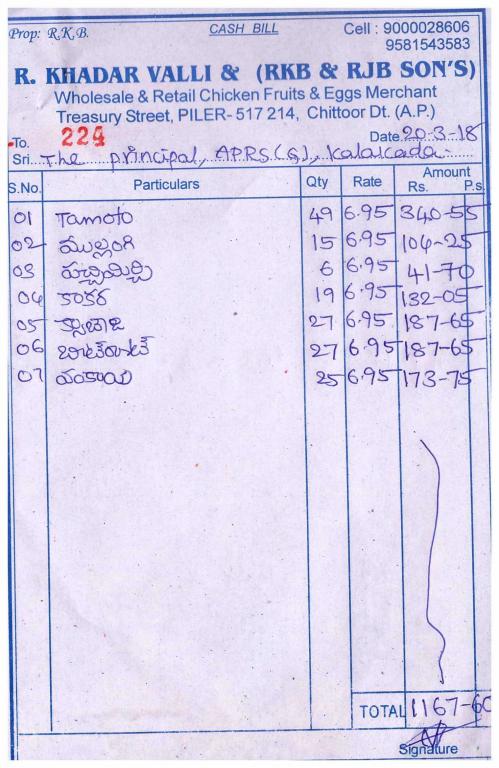 Prop: R.K.B.
CASH BILL
Cell : 9000028606
9581543583
R. KHADAR VALLI & (RKB & RJB SON'S)
Wholesale & Retail Chicken Fruits & Eggs Merchant
Treasury Street, PILER- 517 214, Chittoor Dt. (A.P.)
To. 224 Date 20-3-18
Sri The principal, APRS(G), Kalakada
S.No. Particulars Qty Rate Amount Rs. P.s.
01 Tamoto 49 6.95 340-55
02 ముల్లంగి 15 6.95 104-25
03 పచ్చిమిర్చి 6 6.95 41-70
04 కాకర 19 6.95 132-05
05 క్యాబేజి 27 6.95 187-65
06 27 6.95 187-65
07 వంకాయ 25 6.95 173-75
TOTAL 1167-60
Signature